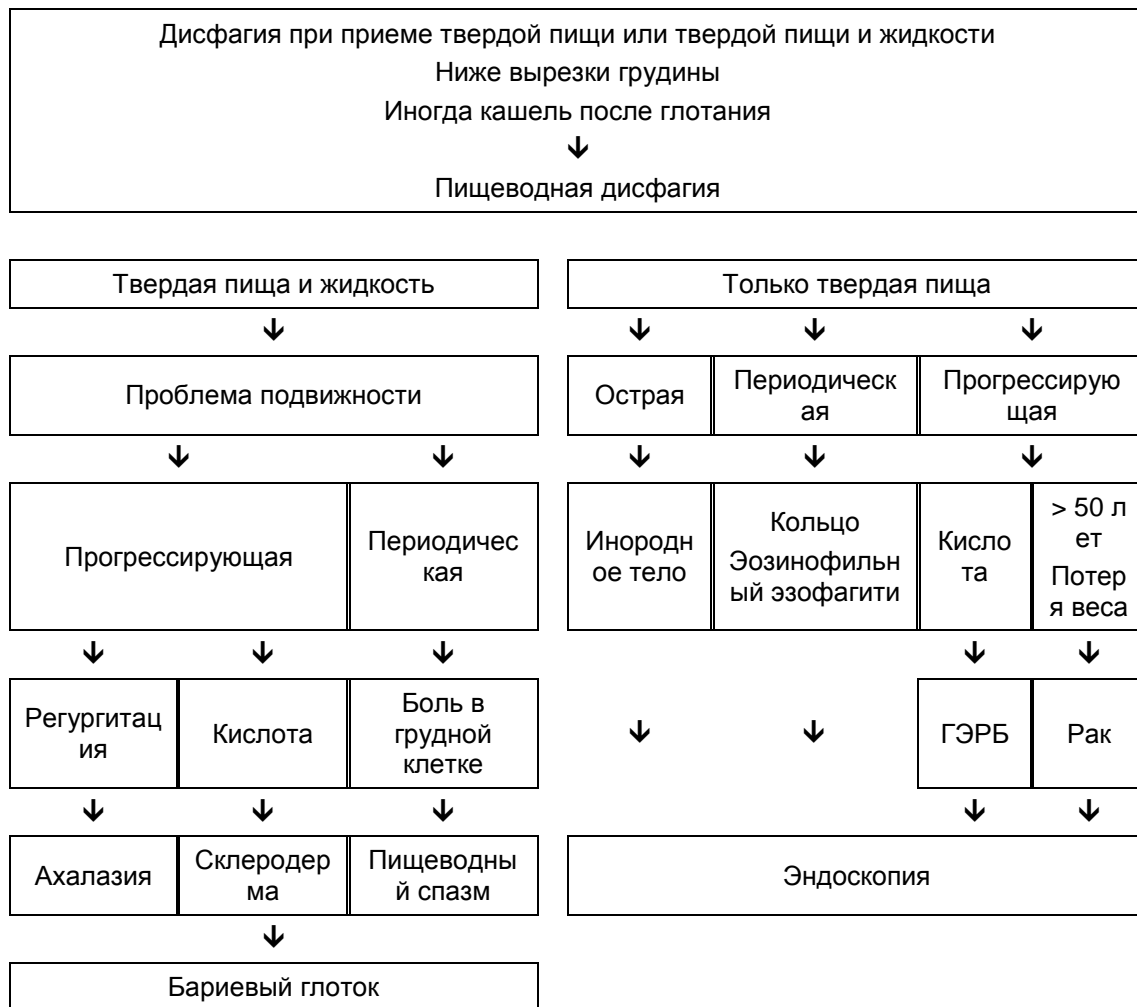 Дисфагия при приеме твердой пищи или твердой пищи и жидкости
Ниже вырезки грудины
Иногда кашель после глотания
Пищеводная дисфагия
Твердая пища и жидкость
Только твердая пища
Проблема подвижности
Острая
Периодическ
ая
Прогрессирую
щая
Прогрессирующая
Периодичес
кая
Инородн
ое тело
Кольцо
Эозинофильн
ый эзофагити
Кисло
та
> 50 л
ет
Потер
я веса
Регургитац
ия
Кислота
Боль в
грудной
клетке
ГЭРБ
Рак
Ахалазия
Склеродер
ма
Пищеводны
й спазм
Эндоскопия
Бариевый глоток